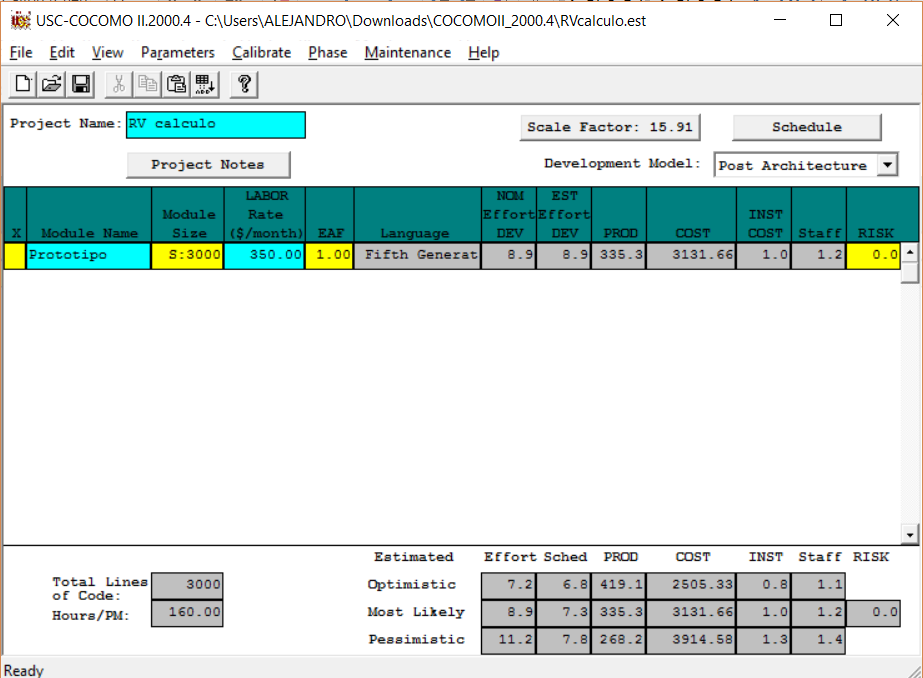 USC-COCOMO II.2000.4 - C:\Users\ALEJANDRO\Downloads\COCOMOII_2000.4\RVcalculo.est
File Edit View Parameters Calibrate Phase Maintenance Help
Project Name: RV calculo
Scale Factor: 15.91 Schedule
Project Notes
Development Model: Post Architecture
X Module Name Module Size LABOR Rate ($/month) EAF Language NOM Effort DEV EST Effort DEV PROD COST INST COST Staff RISK
Prototipo S:3000 350.00 1.00 Fifth Generat 8.9 8.9 335.3 3131.66 1.0 1.2 0.0
Estimated Effort Sched PROD COST INST Staff RISK
Total Lines of Code: 3000
Hours/PM: 160.00
Optimistic 7.2 6.8 419.1 2505.33 0.8 1.1
Most Likely 8.9 7.3 335.3 3131.66 1.0 1.2 0.0
Pessimistic 11.2 7.8 268.2 3914.58 1.3 1.4
Ready